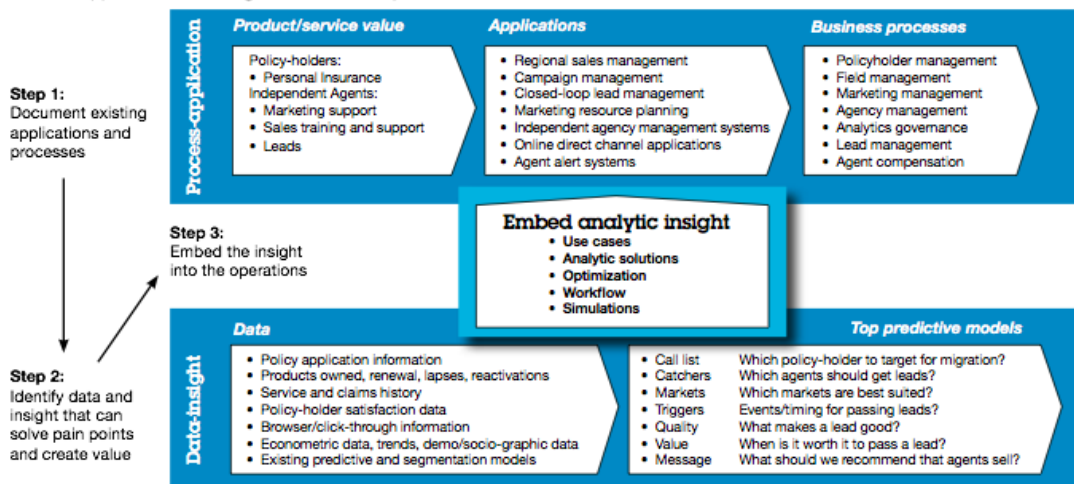 Process-application
Product/service value
Policy-holders:
• Personal Insurance
Independent Agents:
• Marketing support
• Sales training and support
• Leads
Applications
• Regional sales management
• Campaign management
• Closed-loop lead management
• Marketing resource planning
• Independent agency management systems
• Online direct channel applications
• Agent alert systems
Business processes
• Policyholder management
• Field management
• Marketing management
• Agency management
• Analytics governance
• Lead management
• Agent compensation
Step 1:
Document existing
applications and
processes
Step 3:
Embed the insight
into the operations
Embed analytic insight
• Use cases
• Analytic solutions
• Optimization
• Workflow
• Simulations
Step 2:
Identify data and
insight that can
solve pain points
and create value
Data-insight
Data
• Policy application information
• Products owned, renewal, lapses, reactivations
• Service and claims history
• Policy-holder satisfaction data
• Browser/click-through information
• Econometric data, trends, demo/socio-graphic data
• Existing predictive and segmentation models
Top predictive models
• Call list Which policy-holder to target for migration?
• Catchers Which agents should get leads?
• Markets Which markets are best suited?
• Triggers Events/timing for passing leads?
• Quality What makes a lead good?
• Value When is it worth it to pass a lead?
• Message What should we recommend that agents sell?